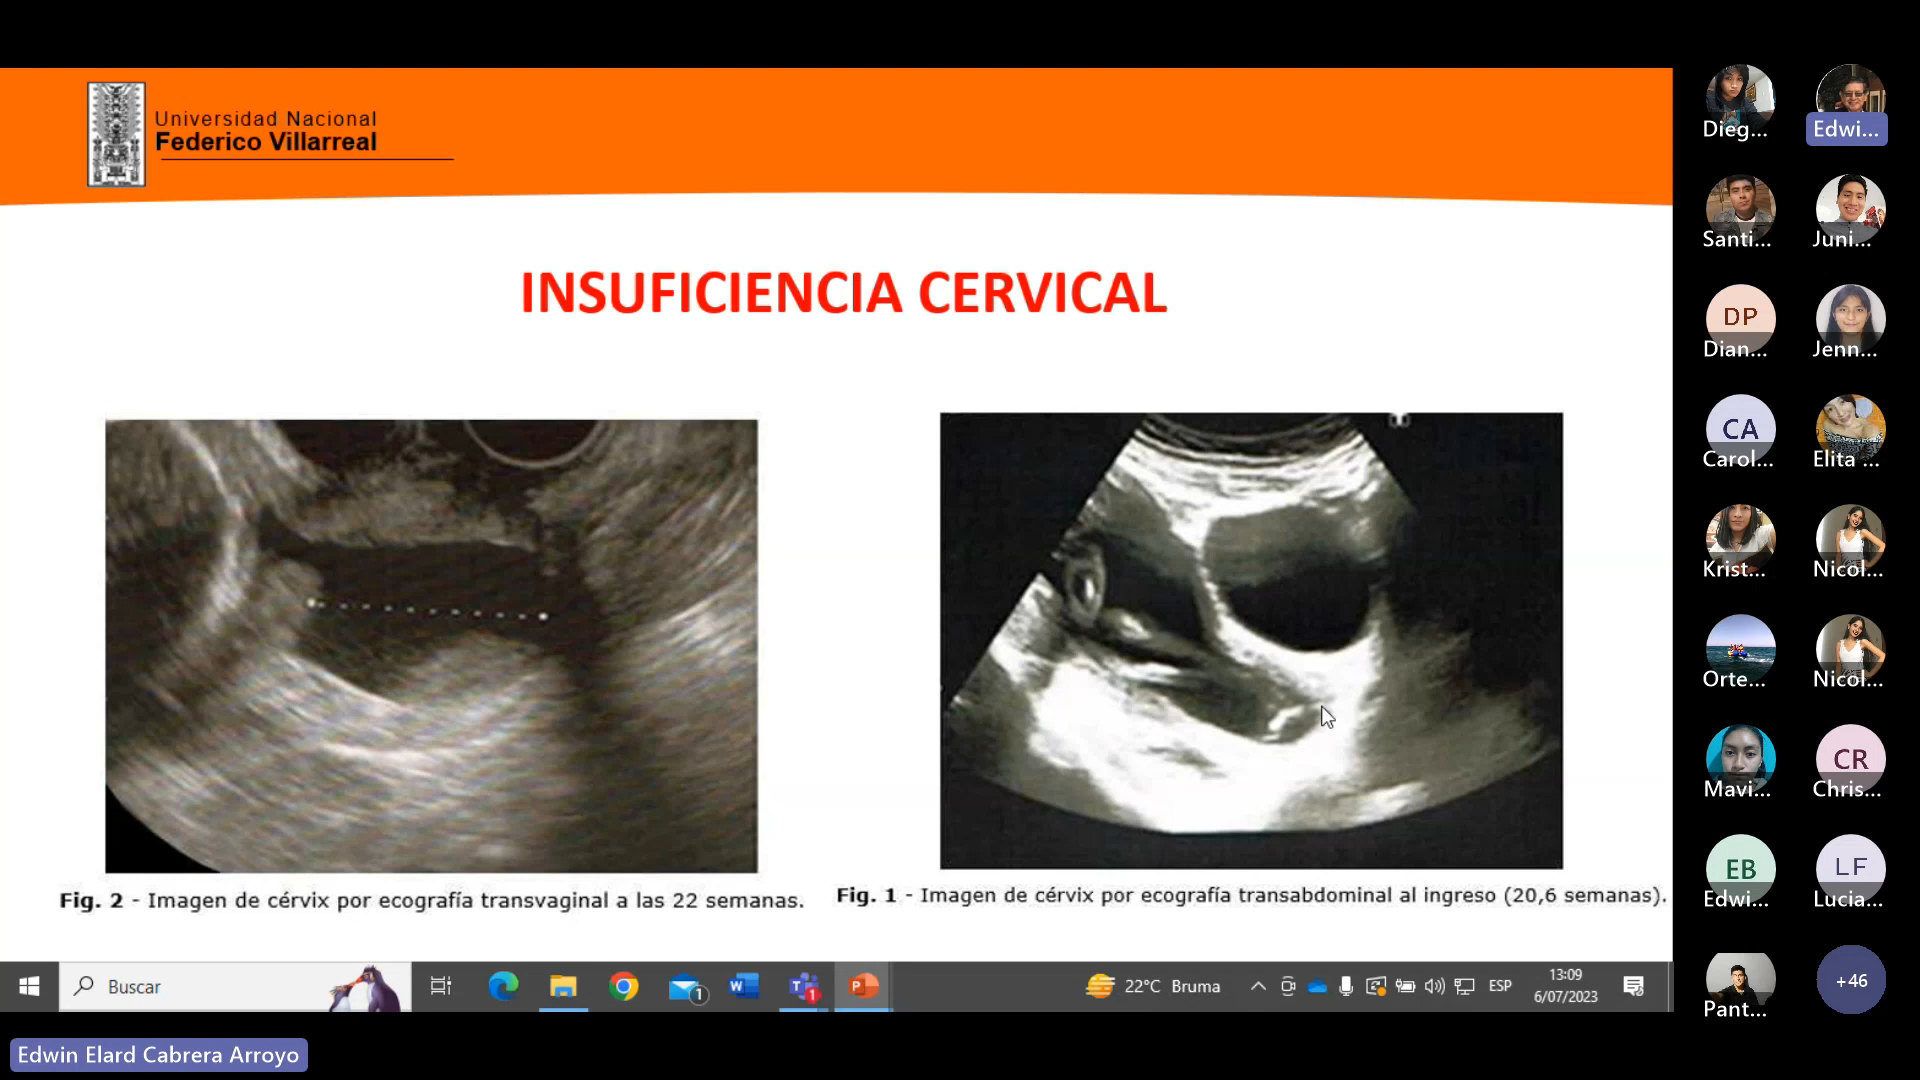 Universidad Nacional
Federico Villarreal
INSUFICIENCIA CERVICAL
Fig. 2 - Imagen de cérvix por ecografía transvaginal a las 22 semanas.
Fig. 1 - Imagen de cérvix por ecografía transabdominal al ingreso (20,6 semanas).
Dieg...
Edwi...
Santi...
Juni...
DP
Dian...
Jenn...
CA
Carol...
Elita ...
Krist...
Nicol...
Orte...
Nicol...
Mavi...
CR
Chris...
EB
Edwi...
LF
Lucia...
Pant...
+46
Buscar
1
W
T
1
P
22°C Bruma
ESP
13:09
6/07/2023
Edwin Elard Cabrera Arroyo